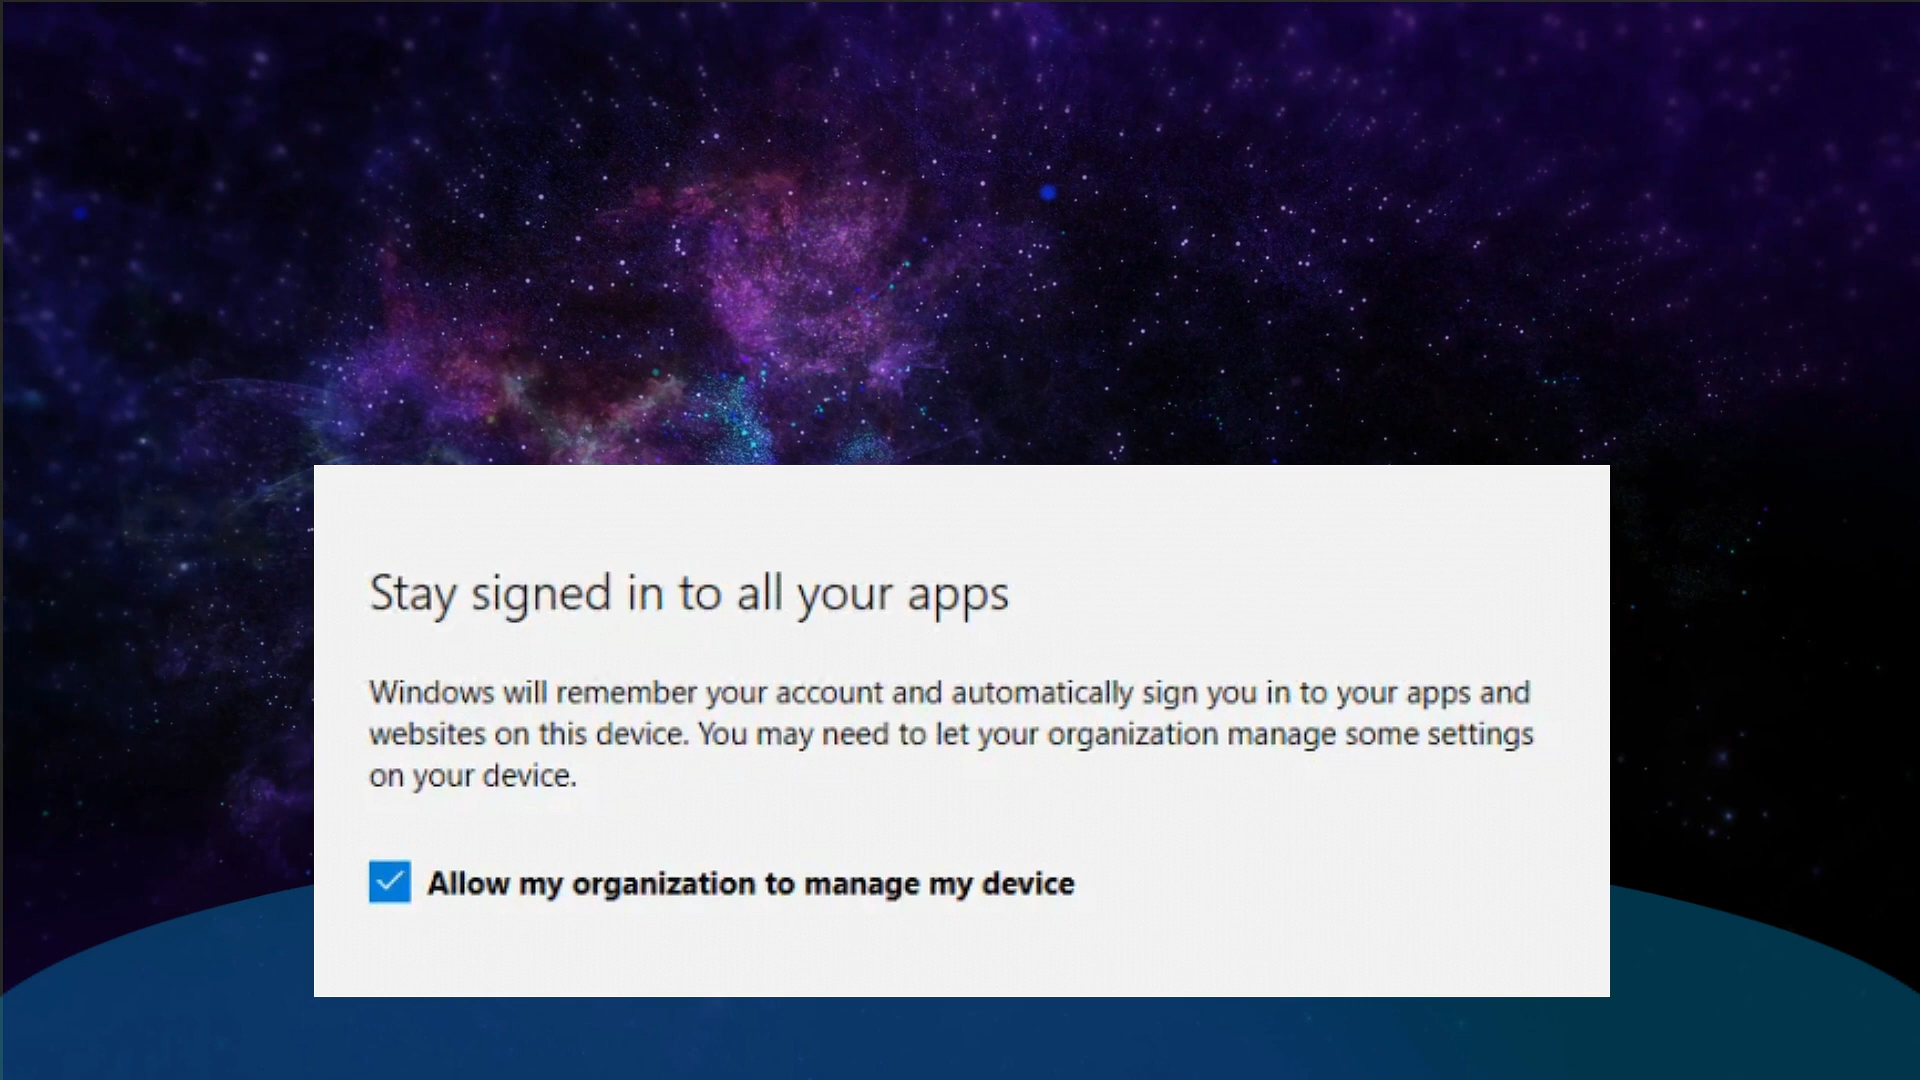 Stay signed in to all your apps
Windows will remember your account and automatically sign you in to your apps and
websites on this device. You may need to let your organization manage some settings
on your device.
Allow my organization to manage my device